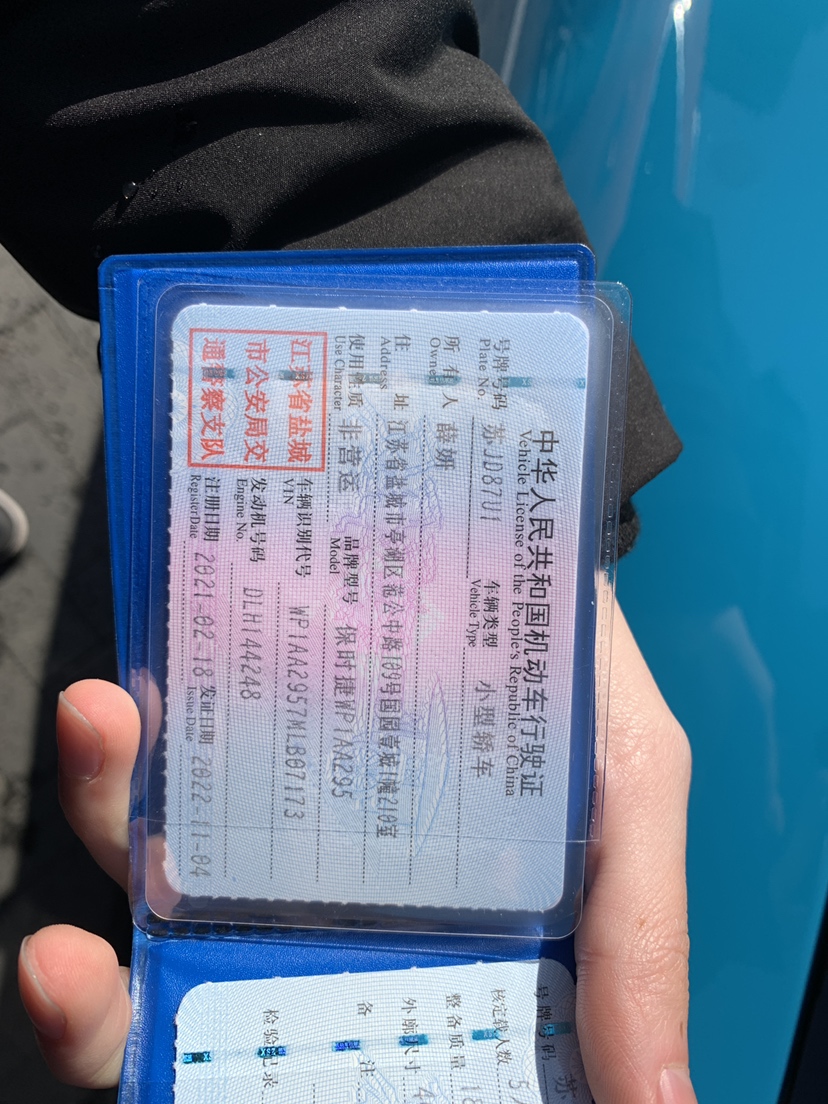 中华人民共和国机动车行驶证
Vehicle License of the People's Republic of China
号牌号码 苏JD87U1 车辆类型 小型轿车
Plate No. Vehicle Type
所有人 薛妍
Owner
住址 江苏省盐城市亭湖区范公中路109号国园亭城1幢210室
Address
使用性质 非营运 品牌型号 保时捷WP1AA295
Use Character Model
江苏省盐城
市公安局交
通警察支队
车辆识别代号 WP1AA2957MLB07173
VIN
发动机号码 DLH144248
Engine No.
注册日期 2021-02-18 发证日期 2022-11-04
Register Date Issue Date
号牌号码 苏
核定载人数 5
整备质量 18
外廓尺寸 4
备注
检验记录